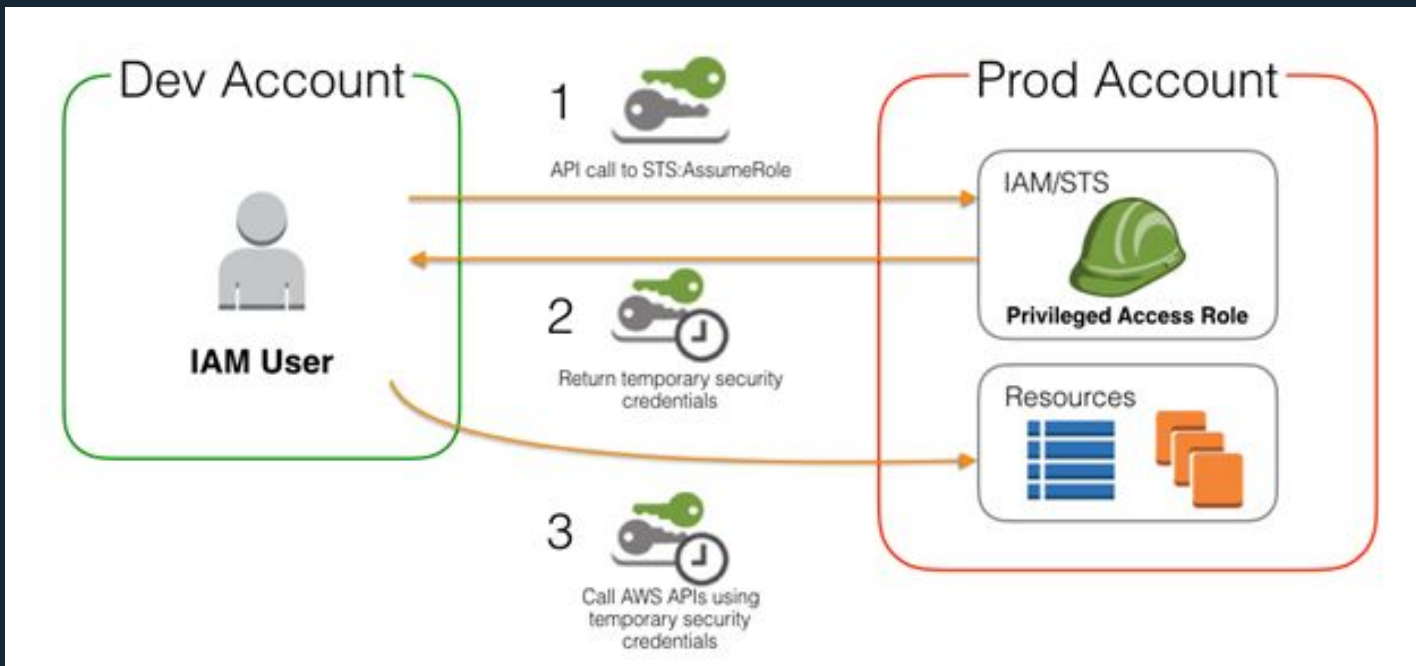 Dev Account
IAM User
1
API call to STS:AssumeRole
2
Return temporary security
credentials
3
Call AWS APIs using
temporary security
credentials
Prod Account
IAM/STS
Privileged Access Role
Resources